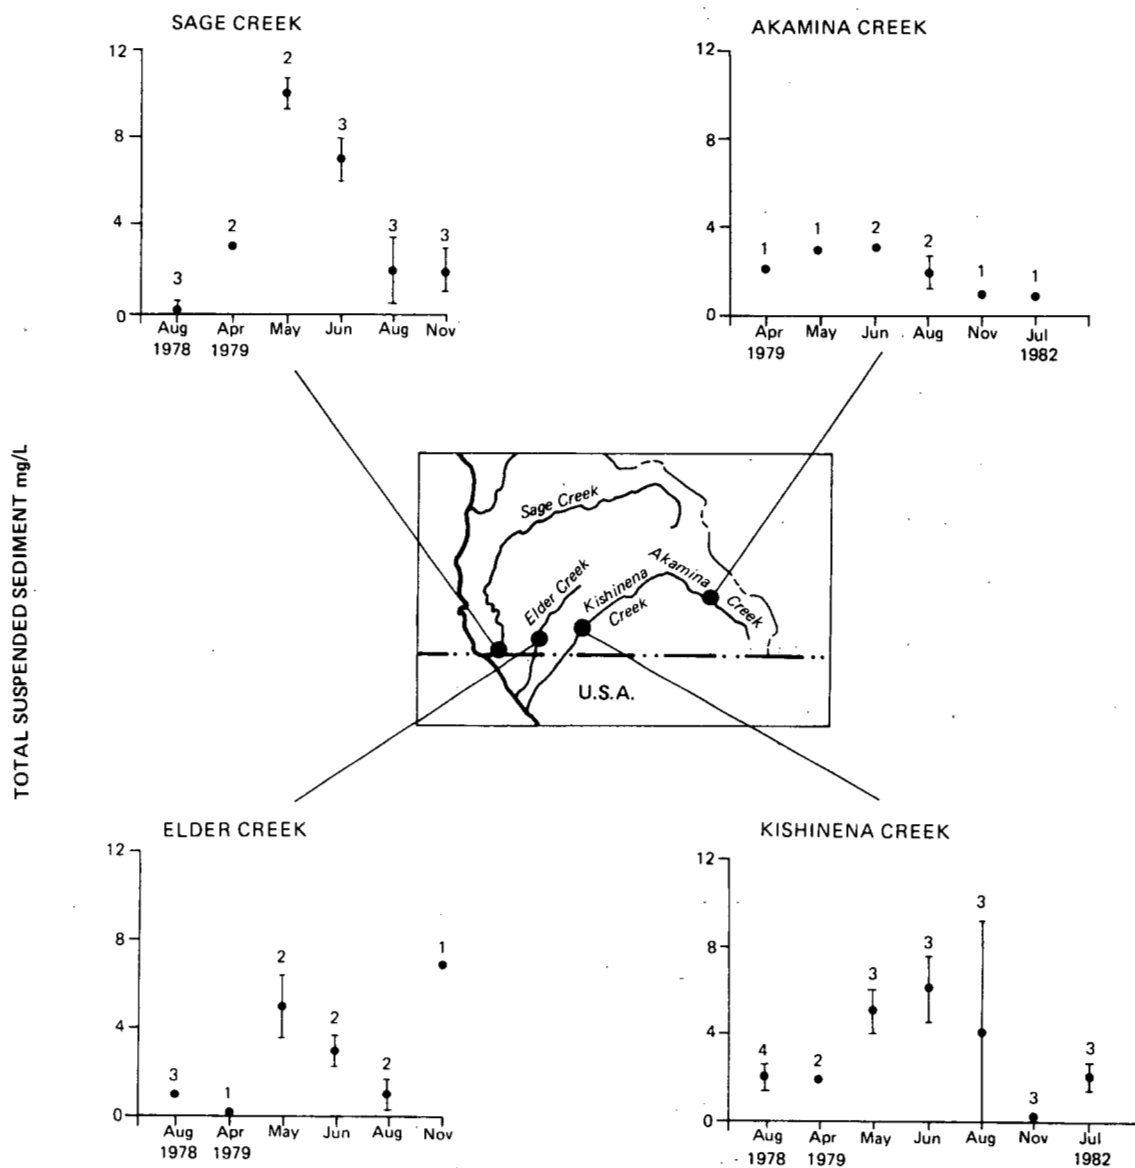 SAGE CREEK
12
8
4
0
3
2
2
3
3
3
Aug Apr May Jun Aug Nov
1978 1979
AKAMINA CREEK
12
8
4
0
1
1
2
2
1
1
Apr May Jun Aug Nov Jul
1979 1982
TOTAL SUSPENDED SEDIMENT mg/L
Sage Creek
Elder Creek
Kishinena
Creek
Akamina
Creek
U.S.A.
ELDER CREEK
12
8
4
0
3
1
2
2
2
1
Aug Apr May Jun Aug Nov
1978 1979
KISHINENA CREEK
12
8
4
0
4
2
3
3
3
3
3
Aug Apr May Jun Aug Nov Jul
1978 1979 1982